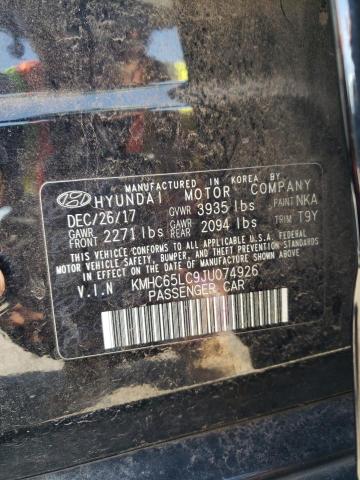 MANUFACTURED IN KOREA BY
HYUNDAI MOTOR COMPANY
DEC/26/17 GVWR 3935 lbs PAINT NKA
GAWR FRONT 2271 lbs GAWR REAR 2094 lbs TRIM T9Y
THIS VEHICLE CONFORMS TO ALL APPLICABLE U.S.A. FEDERAL
MOTOR VEHICLE SAFETY, BUMPER, AND THEFT PREVENTION STANDARDS
IN EFFECT ON THE DATE OF MANUFACTURE SHOWN ABOVE.
V.I.N KMHC65LC9JU074926
PASSENGER CAR